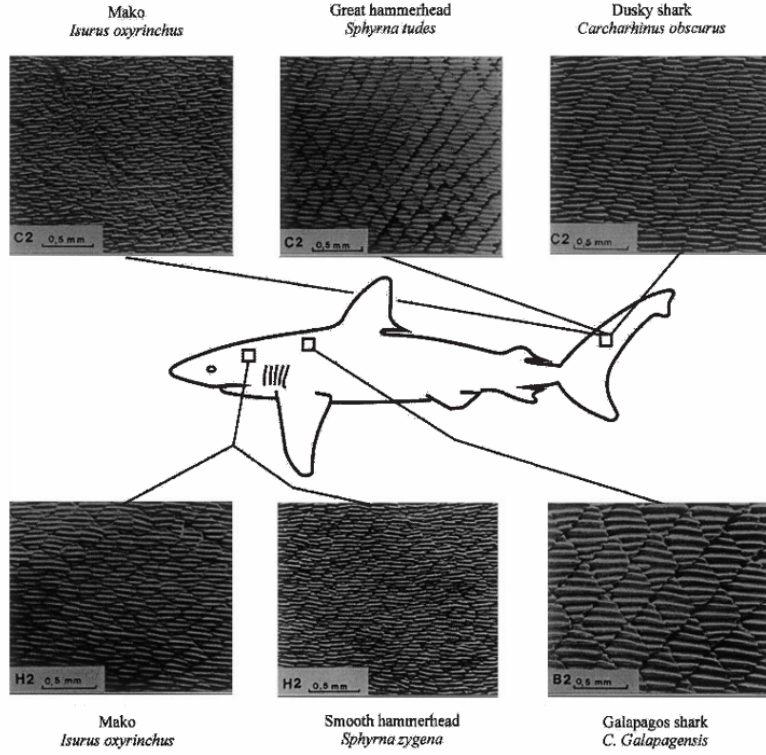 Mako
Isurus oxyrinchus
Great hammerhead
Sphyrna tudes
Dusky shark
Carcharhinus obscurus
C2 0,5 mm
C2 0,5 mm
C2 0,5 mm
H2 0,5 mm
H2 0,5 mm
B2 0,5 mm
Mako
Isurus oxyrinchus
Smooth hammerhead
Sphyrna zygena
Galapagos shark
C. Galapagensis